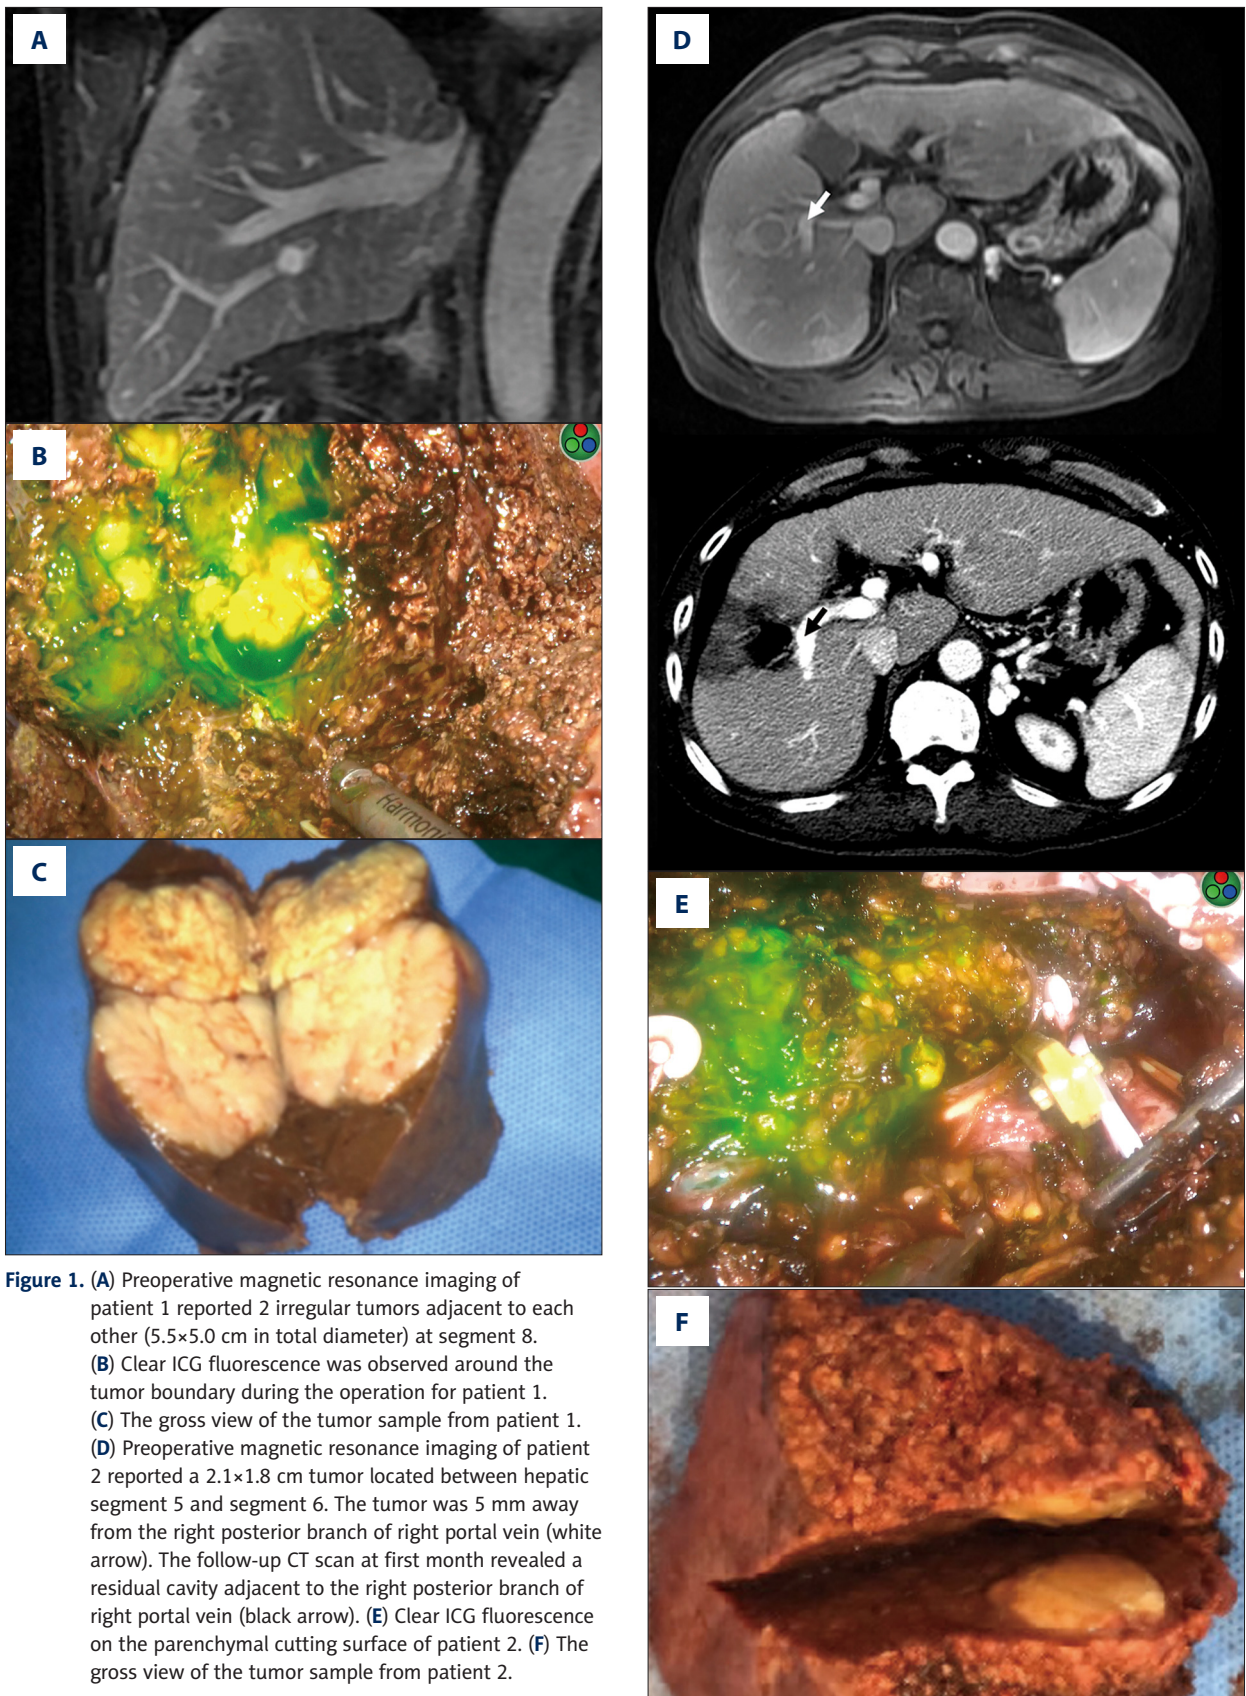 A
B
Harmoni
C
Figure 1. (A) Preoperative magnetic resonance imaging of
patient 1 reported 2 irregular tumors adjacent to each
other (5.5×5.0 cm in total diameter) at segment 8.
(B) Clear ICG fluorescence was observed around the
tumor boundary during the operation for patient 1.
(C) The gross view of the tumor sample from patient 1.
(D) Preoperative magnetic resonance imaging of patient
2 reported a 2.1×1.8 cm tumor located between hepatic
segment 5 and segment 6. The tumor was 5 mm away
from the right posterior branch of right portal vein (white
arrow). The follow-up CT scan at first month revealed a
residual cavity adjacent to the right posterior branch of
right portal vein (black arrow). (E) Clear ICG fluorescence
on the parenchymal cutting surface of patient 2. (F) The
gross view of the tumor sample from patient 2.
D
E
F